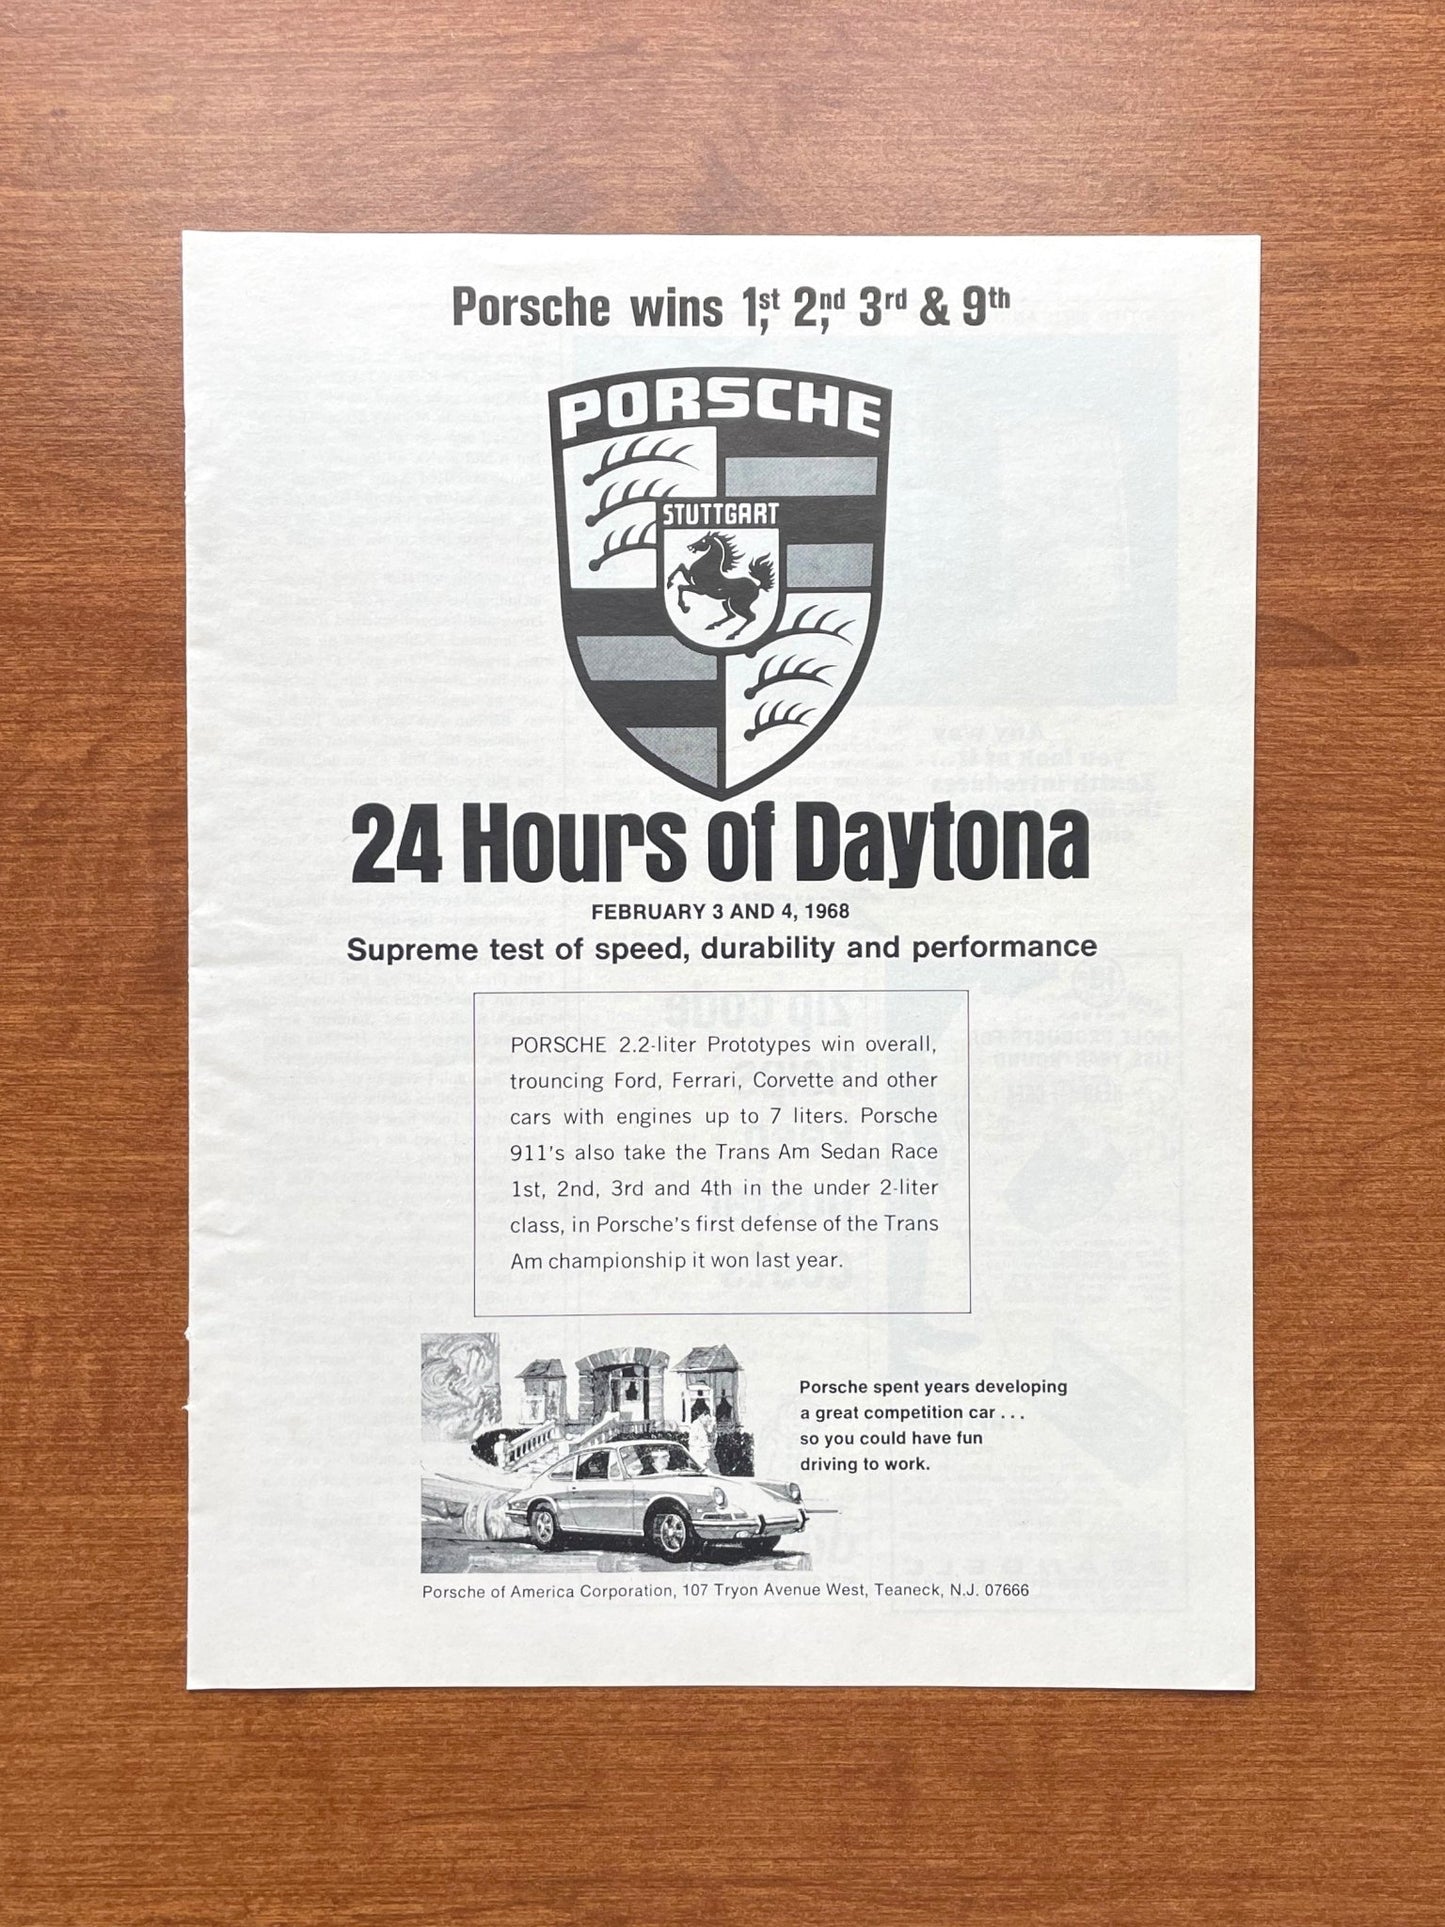 Porsche wins 1st, 2nd, 3rd & 9th
PORSCHE
STUTTGART
24 Hours of Daytona
FEBRUARY 3 AND 4, 1968
Supreme test of speed, durability and performance
PORSCHE 2.2-liter Prototypes win overall,
trouncing Ford, Ferrari, Corvette and other
cars with engines up to 7 liters. Porsche
911's also take the Trans Am Sedan Race
1st, 2nd, 3rd and 4th in the under 2-liter
class, in Porsche's first defense of the Trans
Am championship it won last year.
Porsche spent years developing
a great competition car . . .
so you could have fun
driving to work.
Porsche of America Corporation, 107 Tryon Avenue West, Teaneck, N.J. 07666